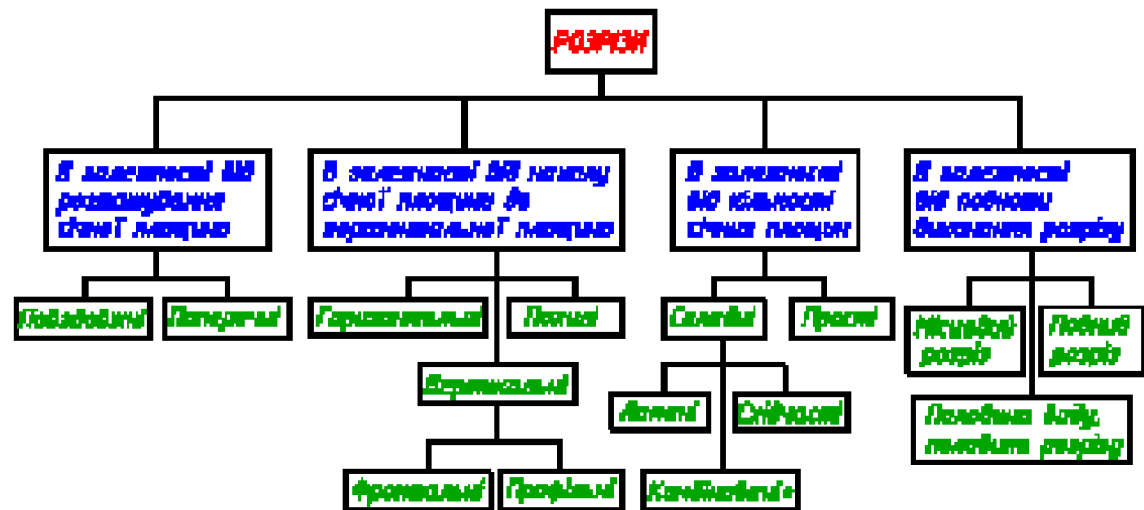 РОЗРІЗИ
В залежності від
розташування
січної площини
В залежності від нахилу
січної площини до
горизонтальної площини
В залежності
від кількості
січних площин
В залежності
від повноти
виконання розрізу
Повздовжні
Поперечні
Горизонтальні
Похилі
Складні
Прості
Місцевий
розріз
Повний
розріз
Вертикальні
Ламані
Східчасті
Половина виду,
половина розрізу
Фронтальні
Профільні
Комбіновані